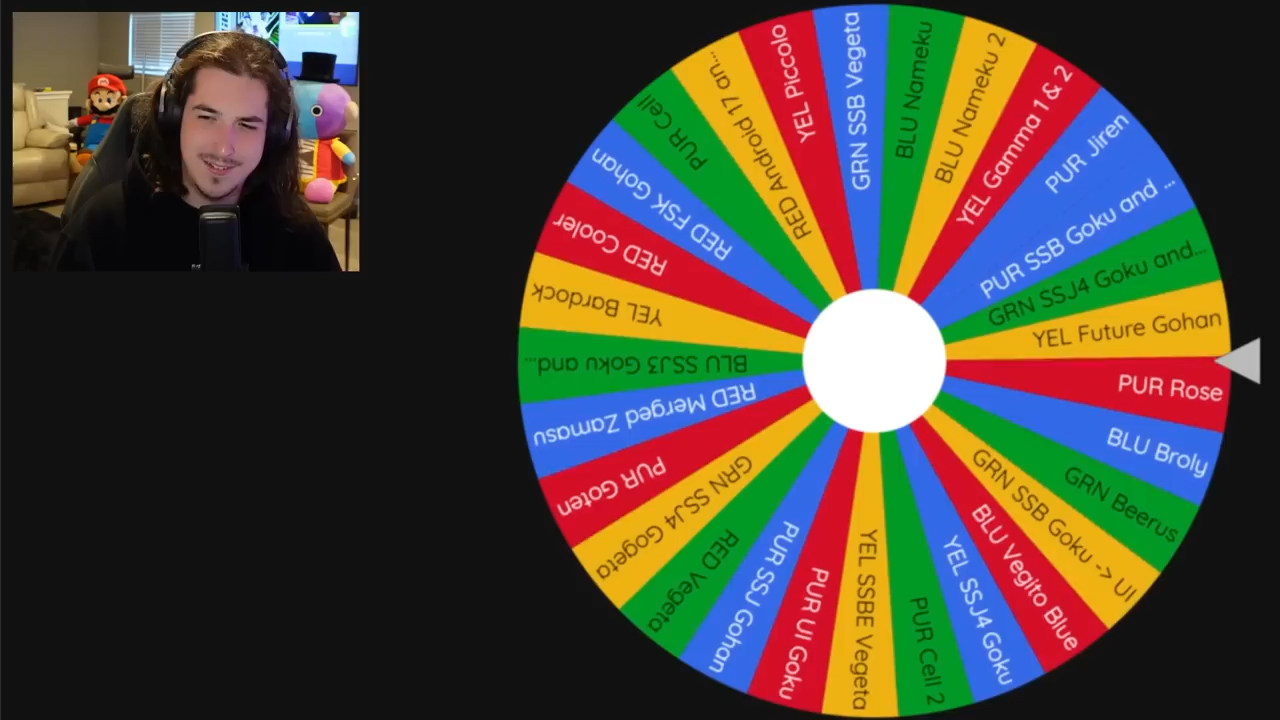 GRN SSB Vegeta
BLU Nameku
BLU Nameku 2
YEL Gamma 1 & 2
PUR Jiren
PUR SSB Goku and ...
GRN SSJ4 Goku and...
YEL Future Gohan
PUR Rose
BLU Broly
GRN Beerus
GRN SSB Goku -> UI
BLU Vegito Blue
YEL SSJ4 Goku
PUR Cell 2
YEL SSBE Vegeta
PUR UI Goku
PUR SSJ Gohan
RED Vegeta
GRN SSJ4 Gogeta
PUR Goten
RED Merged Zamasu
BLU SSJ3 Goku and...
YEL Bardock
RED Cooler
RED FSK Gohan
PUR Cell
RED Android 17 an...
YEL Piccolo